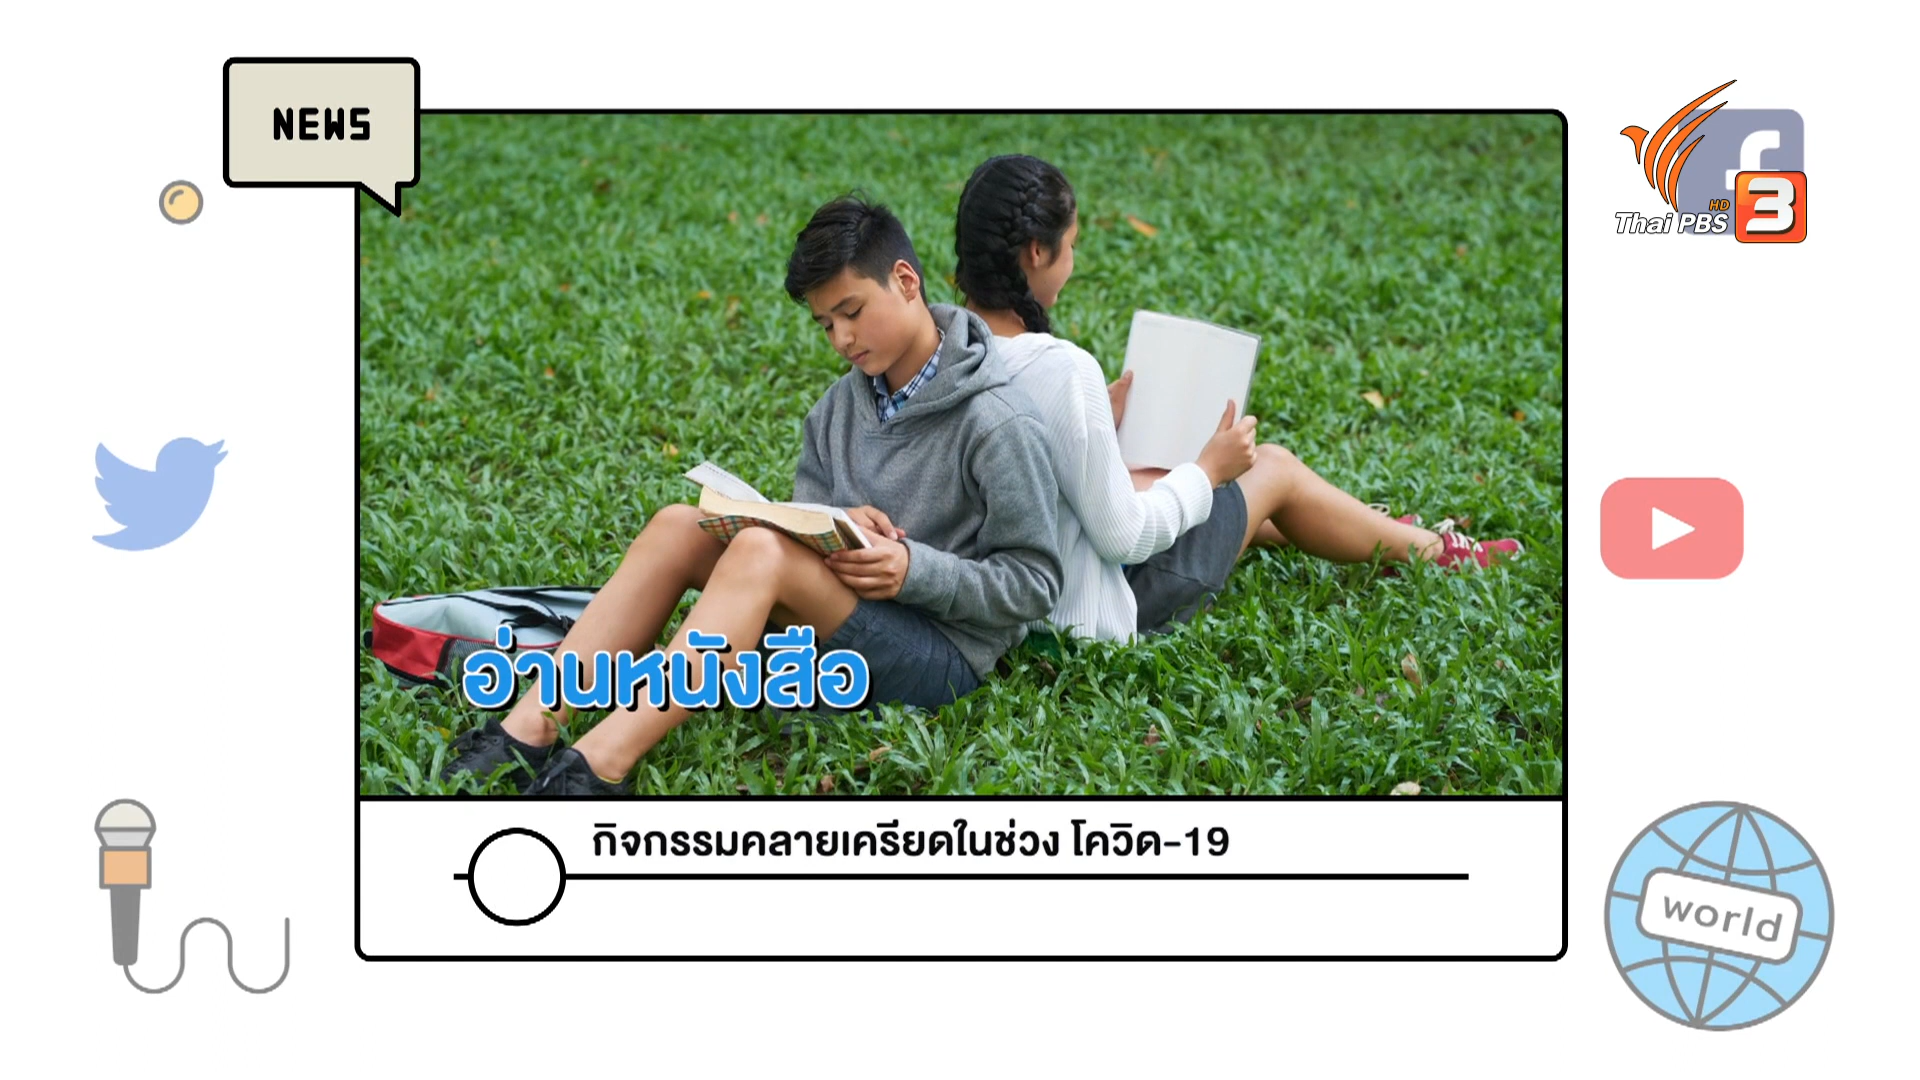 NEWS
HD
Thai PBS 3
อ่านหนังสือ
กิจกรรมคลายเครียดในช่วง โควิด-19
world